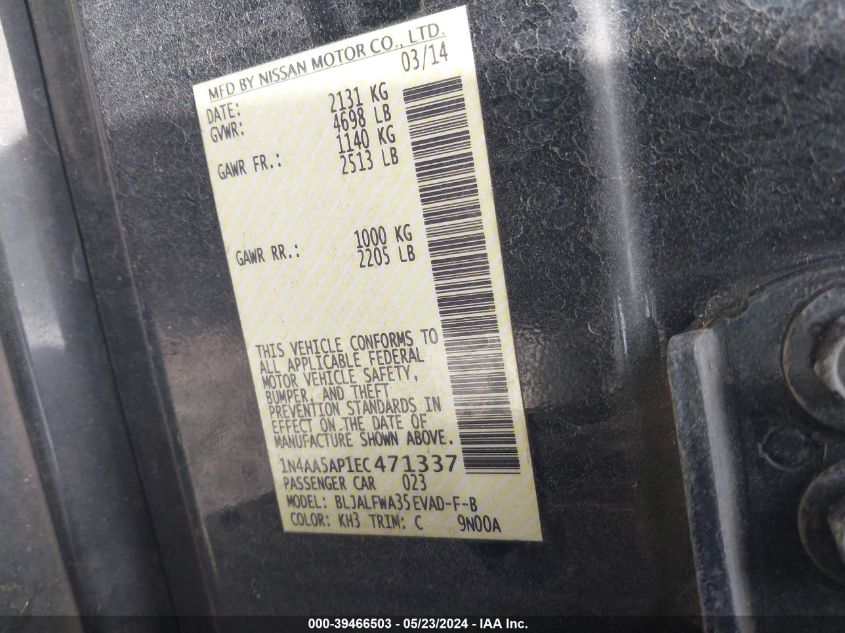 MFD BY NISSAN MOTOR CO., LTD.
DATE: 03/14
GVWR: 2131 KG
4698 LB
GAWR FR.: 1140 KG
2513 LB
GAWR RR.: 1000 KG
2205 LB
THIS VEHICLE CONFORMS TO
ALL APPLICABLE FEDERAL
MOTOR VEHICLE SAFETY,
BUMPER, AND THEFT
PREVENTION STANDARDS IN
EFFECT ON THE DATE OF
MANUFACTURE SHOWN ABOVE.
1N4AA5AP1EC471337
PASSENGER CAR 023
MODEL: BLJALFWA35EVAD-F-B
COLOR: KH3 TRIM: C 9N00A
000-39466503 - 05/23/2024 - IAA Inc.